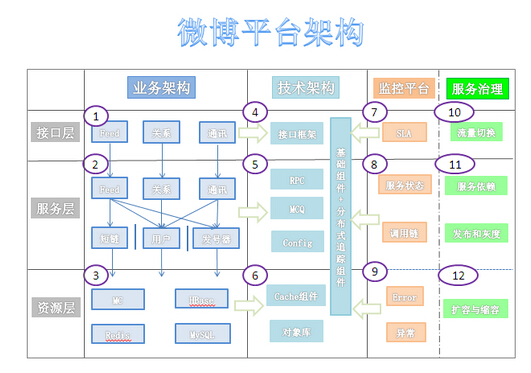 微博平台架构
业务架构 技术架构 监控平台 服务治理
1 4 7 10
接口层 Feed 关系 通讯 接口框架 SLA 流量切换
2 5 8 11
服务层 Feed 关系 通讯 RPC 服务状态 服务依赖
MCQ
短链 用户 发号器 Config 调用链 发布和灰度
基础组件+分布式追踪组件
3 6 9 12
资源层 MC HBase Cache组件 Error 扩容与缩容
Redis MySQL 对象库 异常